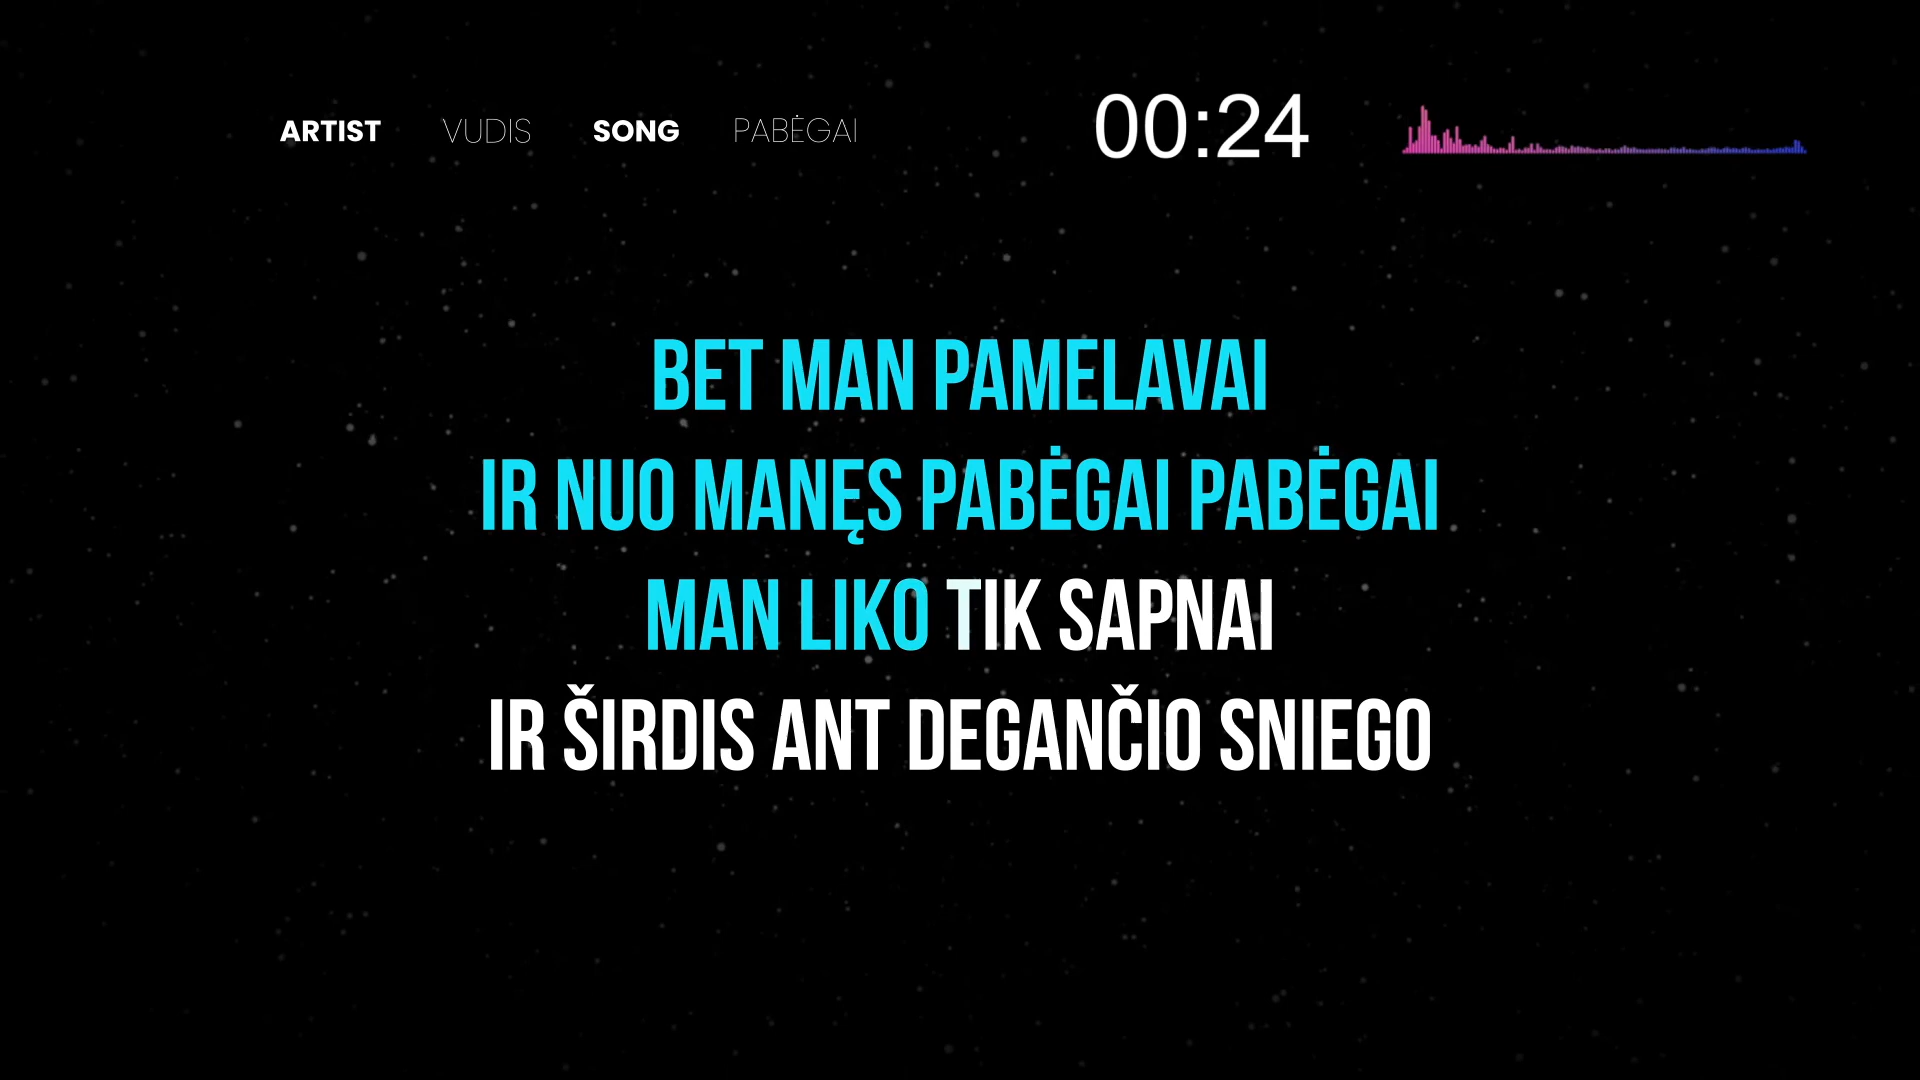 ARTIST VUDIS SONG PABĖGAI 00:24
BET MAN PAMELAVAI
IR NUO MANĘS PABĖGAI PABĖGAI
MAN LIKO TIK SAPNAI
IR ŠIRDIS ANT DEGANČIO SNIEGO